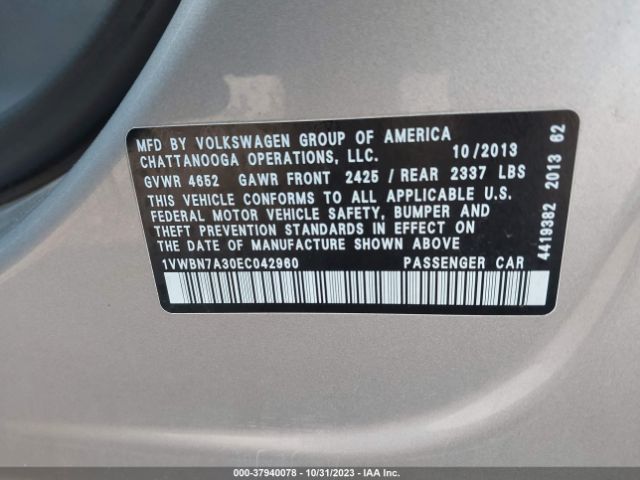 MFD BY VOLKSWAGEN GROUP OF AMERICA
CHATTANOOGA OPERATIONS, LLC. 10/2013
GVWR 4652 GAWR FRONT 2425 / REAR 2337 LBS
THIS VEHICLE CONFORMS TO ALL APPLICABLE U.S.
FEDERAL MOTOR VEHICLE SAFETY, BUMPER AND
THEFT PREVENTION STANDARDS IN EFFECT ON THE
DATE OF MANUFACTURE SHOWN ABOVE
1VWBN7A30EC042960 PASSENGER CAR
4419382 2013 62
000-37940078 - 10/31/2023 - IAA Inc.